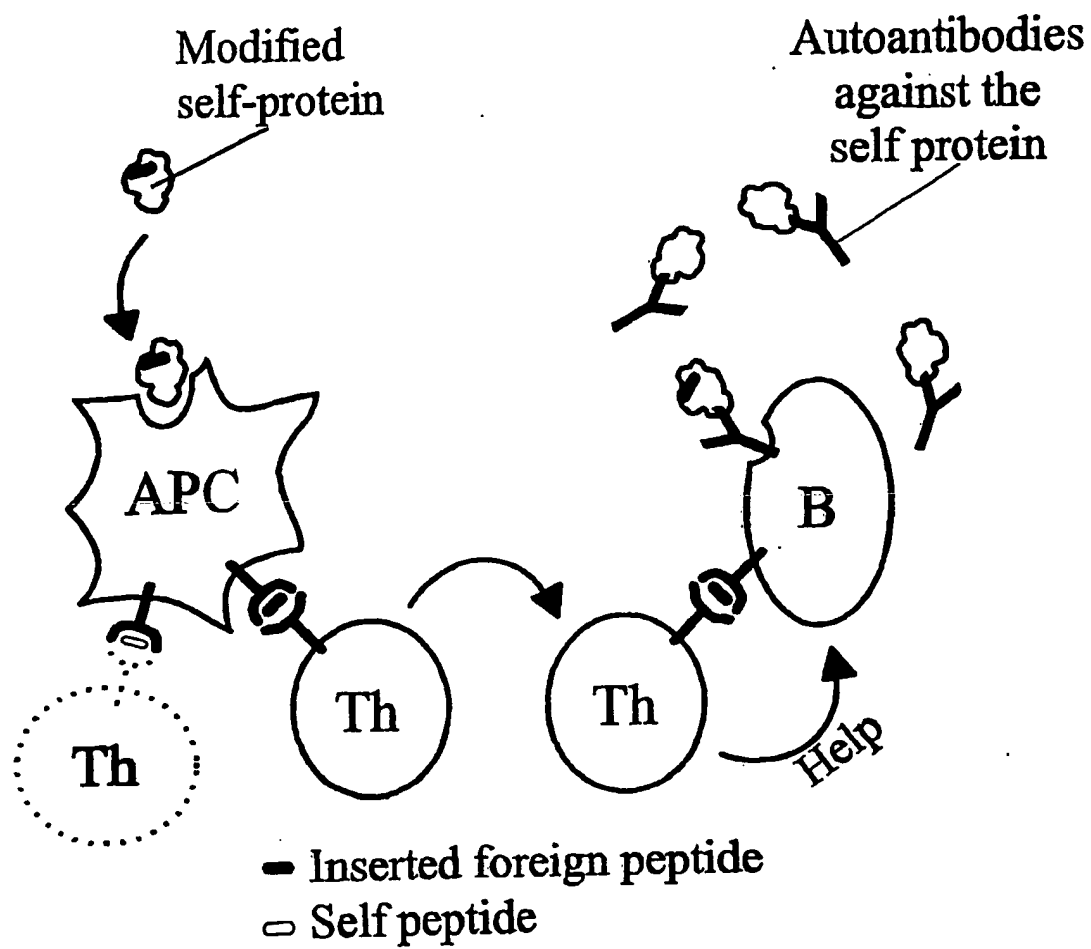 Modified
self-protein
Autoantibodies
against the
self protein
APC
B
Th
Th
Th
Help
Inserted foreign peptide
Self peptide